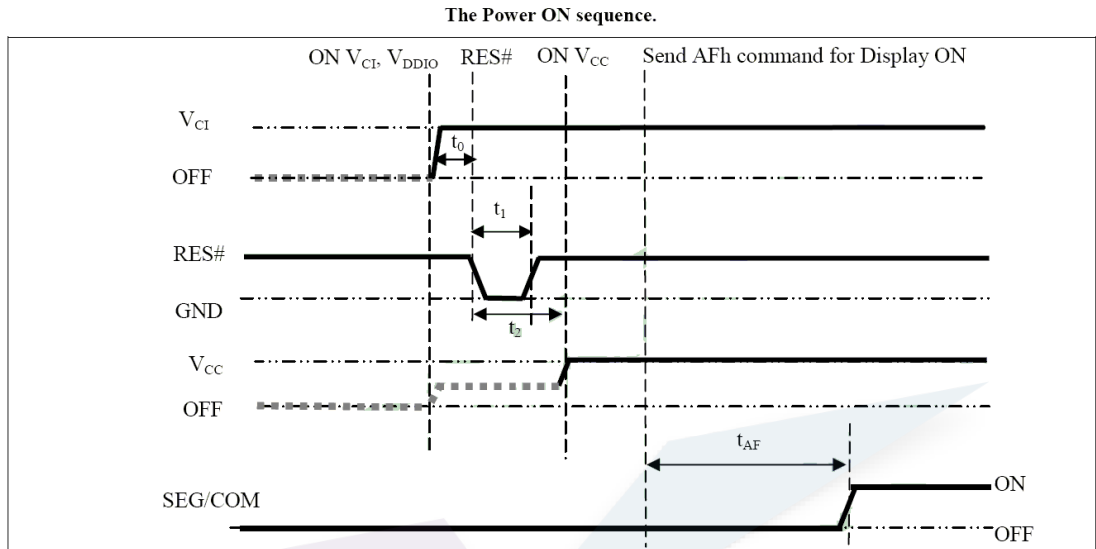 The Power ON sequence.
ON VCI, VDDIO RES# ON VCC Send AFh command for Display ON
VCI
t0
OFF
t1
RES#
GND
t2
VCC
OFF
tAF
SEG/COM
ON
OFF